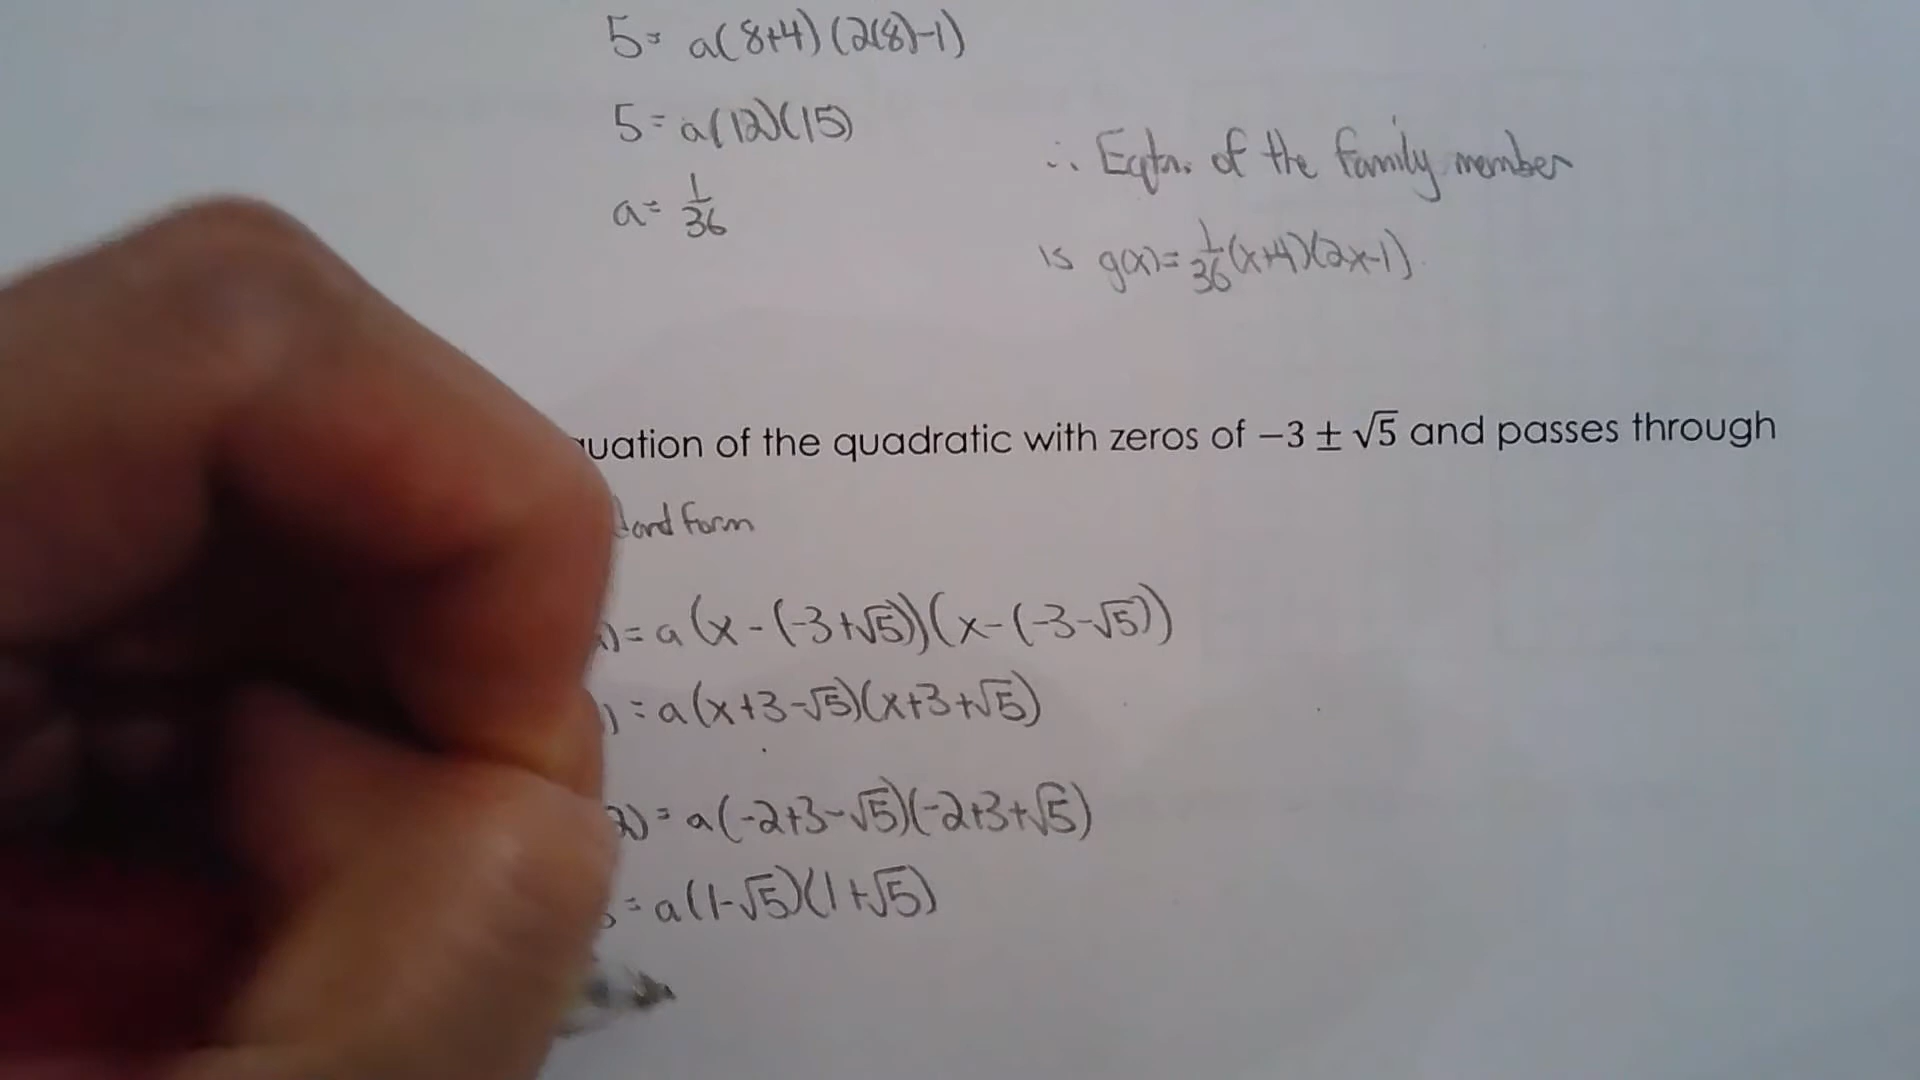 5 = a(8+4)(2(8)-1)
5 = a(12)(15)
a = 1/36
∴ Eqtn. of the family member
is g(x) = 1/36(x+4)(2x-1)
of the quadratic with zeros of −3 ± √5 and passes through
form
= a(x-(-3+√5))(x-(-3-√5))
= a(x+3-√5)(x+3+√5)
2) = a(-2+3-√5)(-2+3+√5)
= a(1-√5)(1+√5)